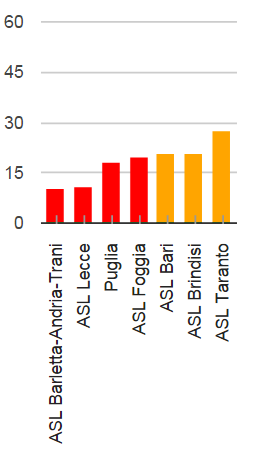 60
45
30
15
0
ASL Barletta-Andria-Trani
ASL Lecce
Puglia
ASL Foggia
ASL Bari
ASL Brindisi
ASL Taranto